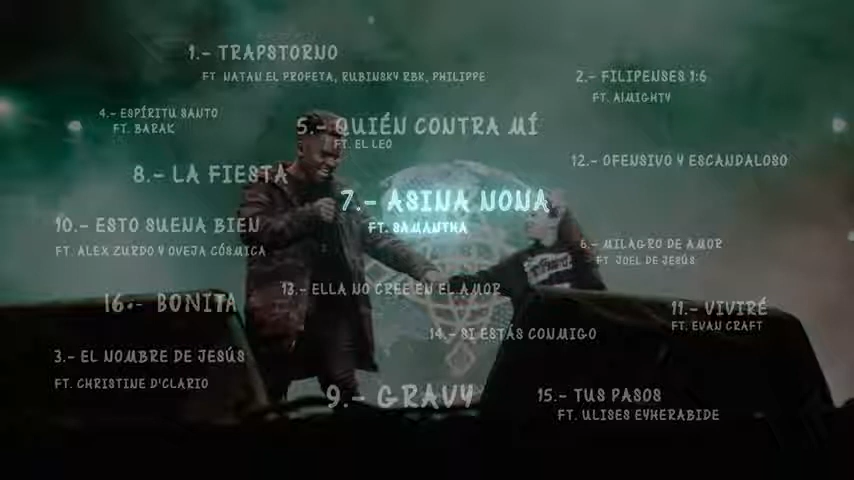 1.- TRAPSTORNO
FT NATAN EL PROFETA, RUBINSKY RBK, PHILIPPE
2.- FILIPENSES 1:6
FT. AIMIGHTY
4.- ESPÍRITU SANTO
FT. BARAK
5.- QUIÉN CONTRA MÍ
FT. EL LEO
12.- OFENSIVO Y ESCANDALOSO
8.- LA FIESTA
7.- ASINA NONA
FT. SAMANTHA
10.- ESTO SUENA BIEN
FT. ALEX ZURDO Y OVEJA CÓSMICA
6.- MILAGRO DE AMOR
FT. JOEL DE JESÚS
13.- ELLA NO CREE EN EL AMOR
16.- BONITA
11.- VIVIRÉ
FT. EVAN CRAFT
14.- SI ESTÁS CONMIGO
3.- EL NOMBRE DE JESÚS
FT. CHRISTINE D'CLARIO
9.- GRAVY
15.- TUS PASOS
FT. ULISES EYHERABIDE